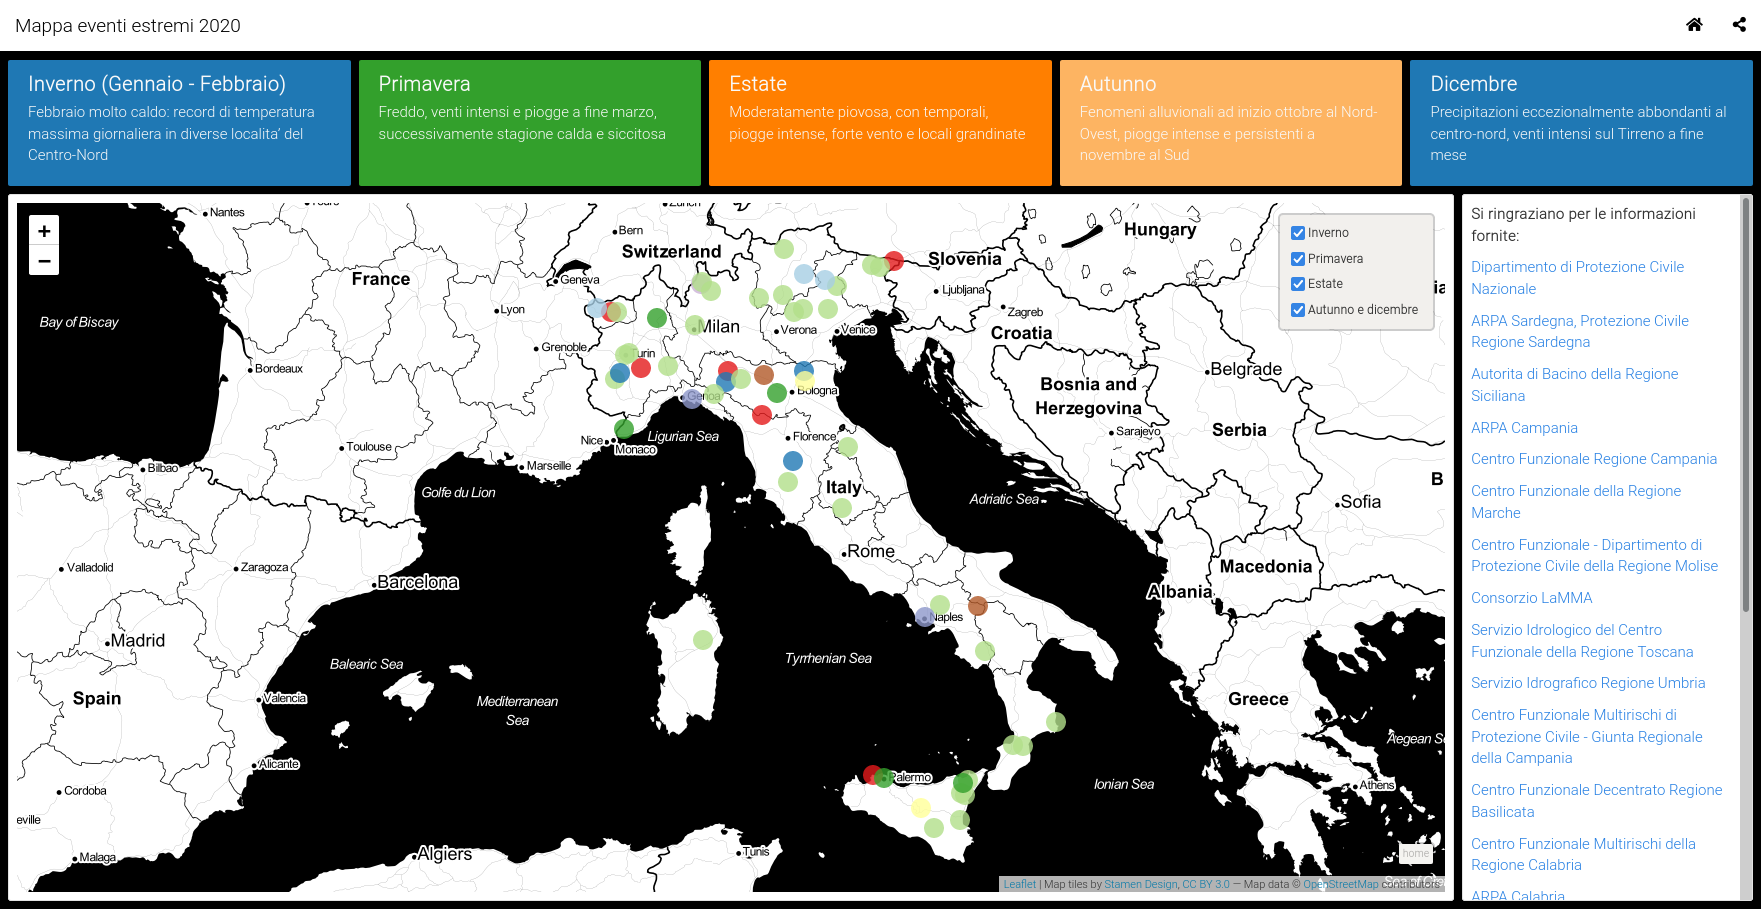 Mappa eventi estremi 2020
Inverno (Gennaio - Febbraio)
Febbraio molto caldo: record di temperatura
massima giornaliera in diverse localita' del
Centro-Nord
Primavera
Freddo, venti intensi e piogge a fine marzo,
successivamente stagione calda e siccitosa
Estate
Moderatamente piovosa, con temporali,
piogge intense, forte vento e locali grandinate
Autunno
Fenomeni alluvionali ad inizio ottobre al Nord-
Ovest, piogge intense e persistenti a
novembre al Sud
Dicembre
Precipitazioni eccezionalmente abbondanti al
centro-nord, venti intensi sul Tirreno a fine
mese
+
−
Nantes
Bern
Switzerland
France
Geneva
Lyon
Bay of Biscay
Grenoble
Bordeaux
Toulouse
Bilbao
Marseille
Nice
Monaco
Ligurian Sea
Golfe du Lion
Milan
Turin
Genoa
Verona
Venice
Bologna
Florence
Italy
Rome
Naples
Slovenia
Ljubljana
Zagreb
Croatia
Hungary
Bosnia and
Herzegovina
Belgrade
Sarajevo
Serbia
Adriatic Sea
Sofia
B
Macedonia
Albania
Valladolid
Zaragoza
Barcelona
Madrid
Balearic Sea
Spain
Valencia
Mediterranean
Sea
Tyrrhenian Sea
Alicante
Cordoba
eville
Malaga
Algiers
Tunis
Palermo
Ionian Sea
Greece
Aegean Se
Athens
Inverno
Primavera
Estate
Autunno e dicembre
home
Leaflet | Map tiles by Stamen Design, CC BY 3.0 — Map data © OpenStreetMap contributors
Si ringraziano per le informazioni
fornite:
Dipartimento di Protezione Civile
Nazionale
ARPA Sardegna, Protezione Civile
Regione Sardegna
Autorita di Bacino della Regione
Siciliana
ARPA Campania
Centro Funzionale Regione Campania
Centro Funzionale della Regione
Marche
Centro Funzionale - Dipartimento di
Protezione Civile della Regione Molise
Consorzio LaMMA
Servizio Idrologico del Centro
Funzionale della Regione Toscana
Servizio Idrografico Regione Umbria
Centro Funzionale Multirischi di
Protezione Civile - Giunta Regionale
della Campania
Centro Funzionale Decentrato Regione
Basilicata
Centro Funzionale Multirischi della
Regione Calabria
ARPA Calabria